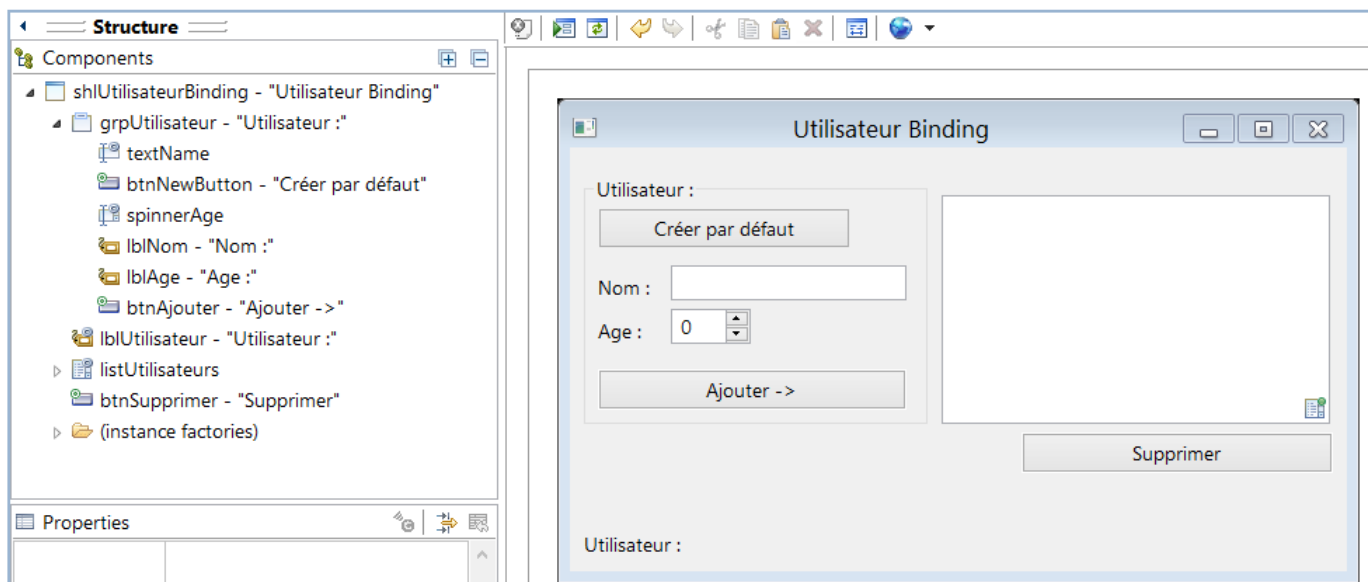 Structure
Components
shlUtilisateurBinding - "Utilisateur Binding"
grpUtilisateur - "Utilisateur :"
textName
btnNewButton - "Créer par défaut"
spinnerAge
lblNom - "Nom :"
lblAge - "Age :"
btnAjouter - "Ajouter ->"
lblUtilisateur - "Utilisateur :"
listUtilisateurs
btnSupprimer - "Supprimer"
(instance factories)
Properties
Utilisateur Binding
Utilisateur :
Créer par défaut
Nom :
Age : 0
Ajouter ->
Supprimer
Utilisateur :